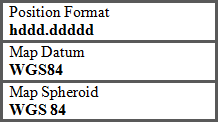 Position Format
hddd.ddddd
Map Datum
WGS84
Map Spheroid
WGS 84